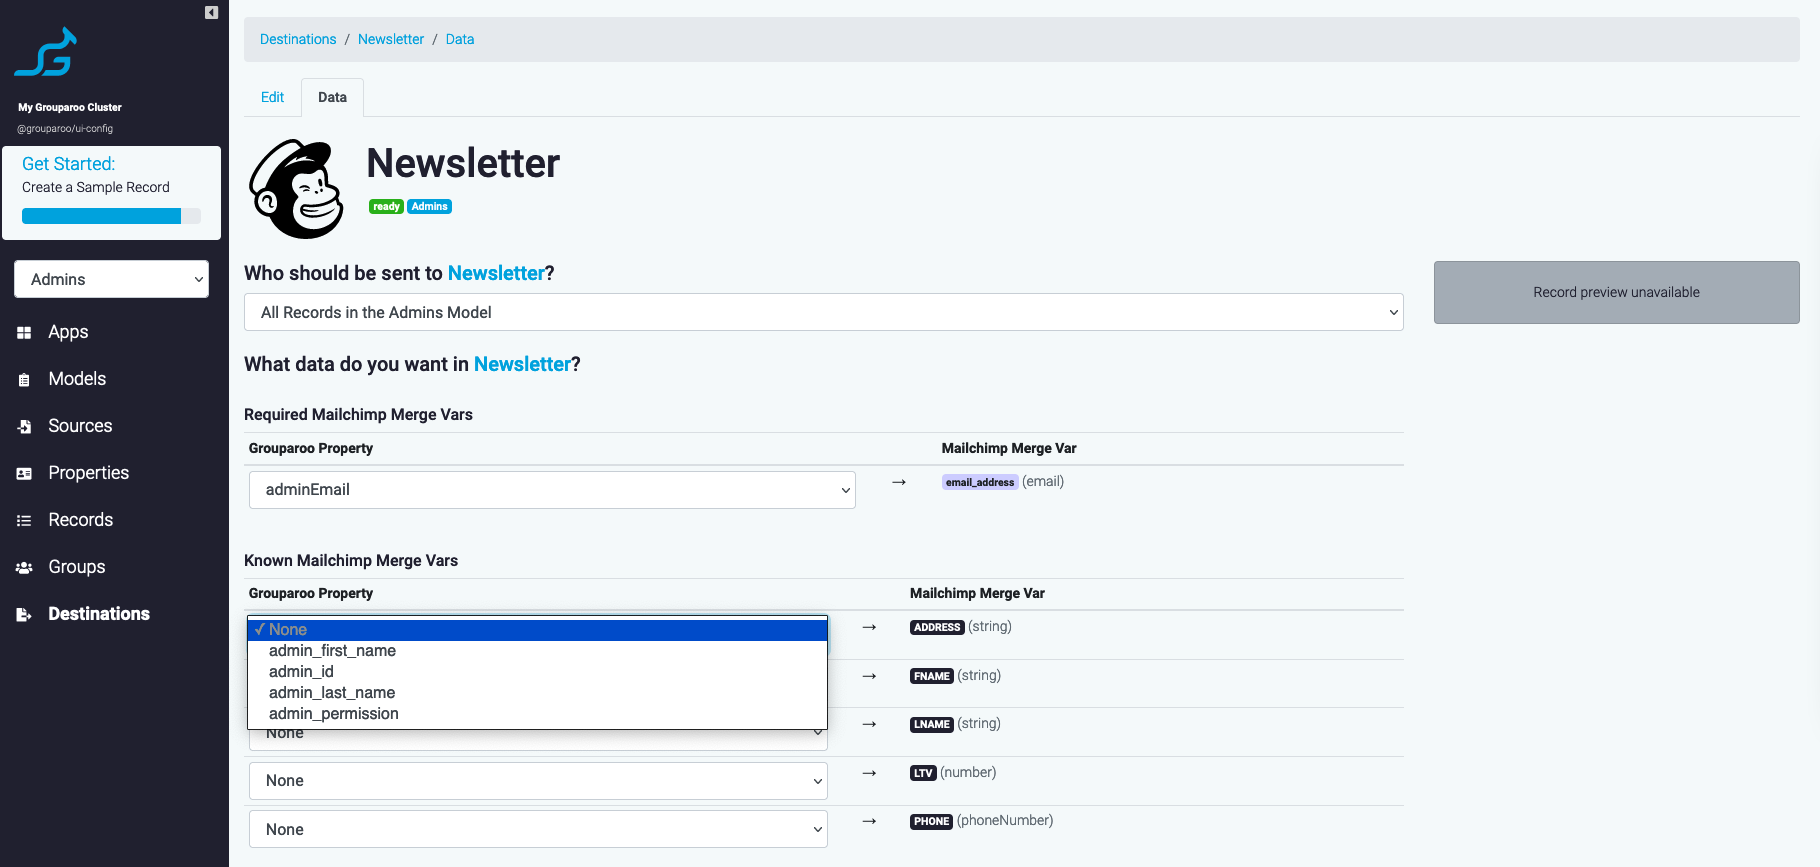 My Grouparoo Cluster
@grouparoo/ui-config
Get Started:
Create a Sample Record
Admins
Apps
Models
Sources
Properties
Records
Groups
Destinations
Destinations / Newsletter / Data
Edit Data
Newsletter
ready Admins
Who should be sent to Newsletter?
All Records in the Admins Model
Record preview unavailable
What data do you want in Newsletter?
Required Mailchimp Merge Vars
Grouparoo Property Mailchimp Merge Var
adminEmail → email_address (email)
Known Mailchimp Merge Vars
Grouparoo Property Mailchimp Merge Var
✓ None → ADDRESS (string)
admin_first_name
admin_id → FNAME (string)
admin_last_name
admin_permission
None → LNAME (string)
None → LTV (number)
None → PHONE (phoneNumber)